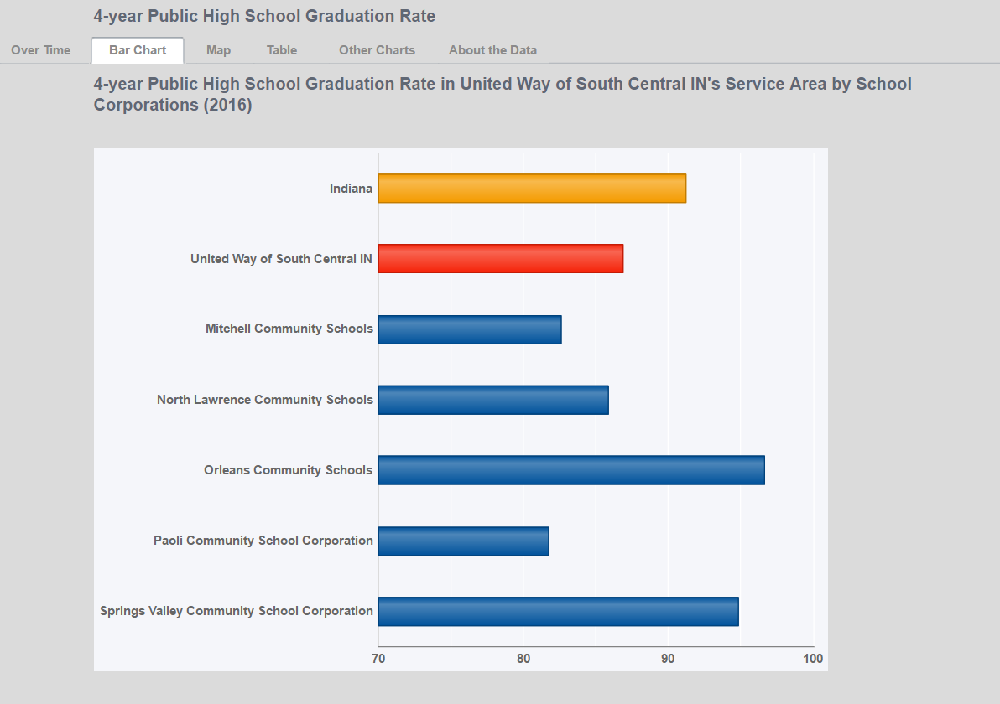 4-year Public High School Graduation Rate
Over Time
Bar Chart
Map
Table
Other Charts
About the Data
4-year Public High School Graduation Rate in United Way of South Central IN's Service Area by School
Corporations (2016)
Indiana
United Way of South Central IN
Mitchell Community Schools
North Lawrence Community Schools
Orleans Community Schools
Paoli Community School Corporation
Springs Valley Community School Corporation
70 80 90 100